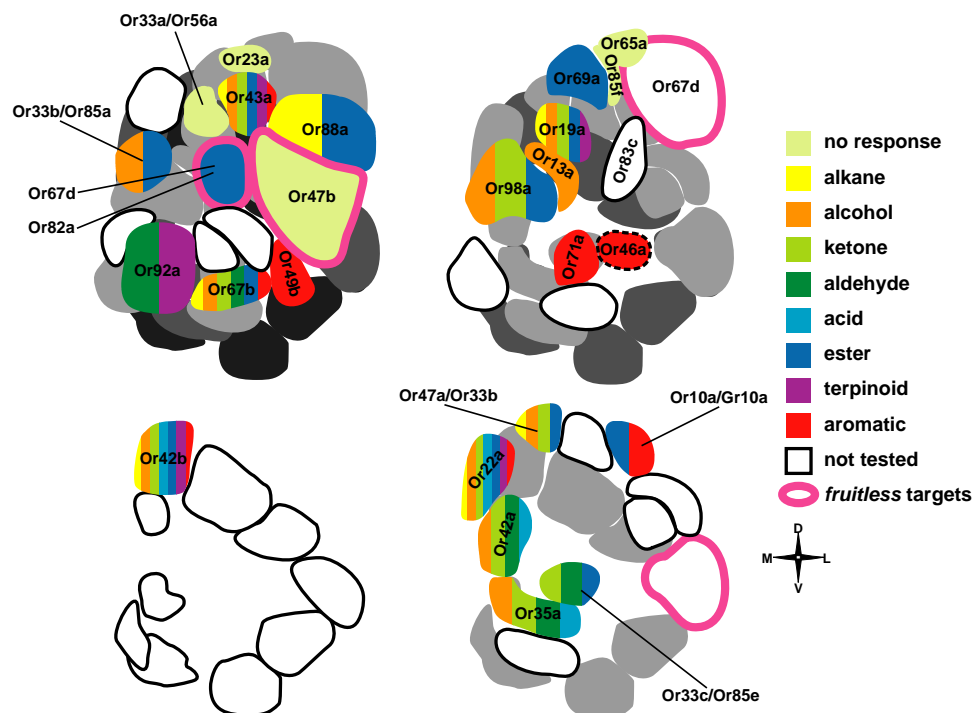 Or33a/Or56a
Or23a
Or43a
Or33b/Or85a
Or88a
Or67d
Or47b
Or82a
Or92a
Or67b
Or49b
Or65a
Or69a
Or85f
Or67d
Or19a
Or13a
Or83c
Or98a
Or71a
Or46a
no response
alkane
alcohol
ketone
aldehyde
acid
ester
terpinoid
aromatic
not tested
fruitless targets
D
M
L
V
Or42b
Or47a/Or33b
Or10a/Gr10a
Or22a
Or42a
Or35a
Or33c/Or85e